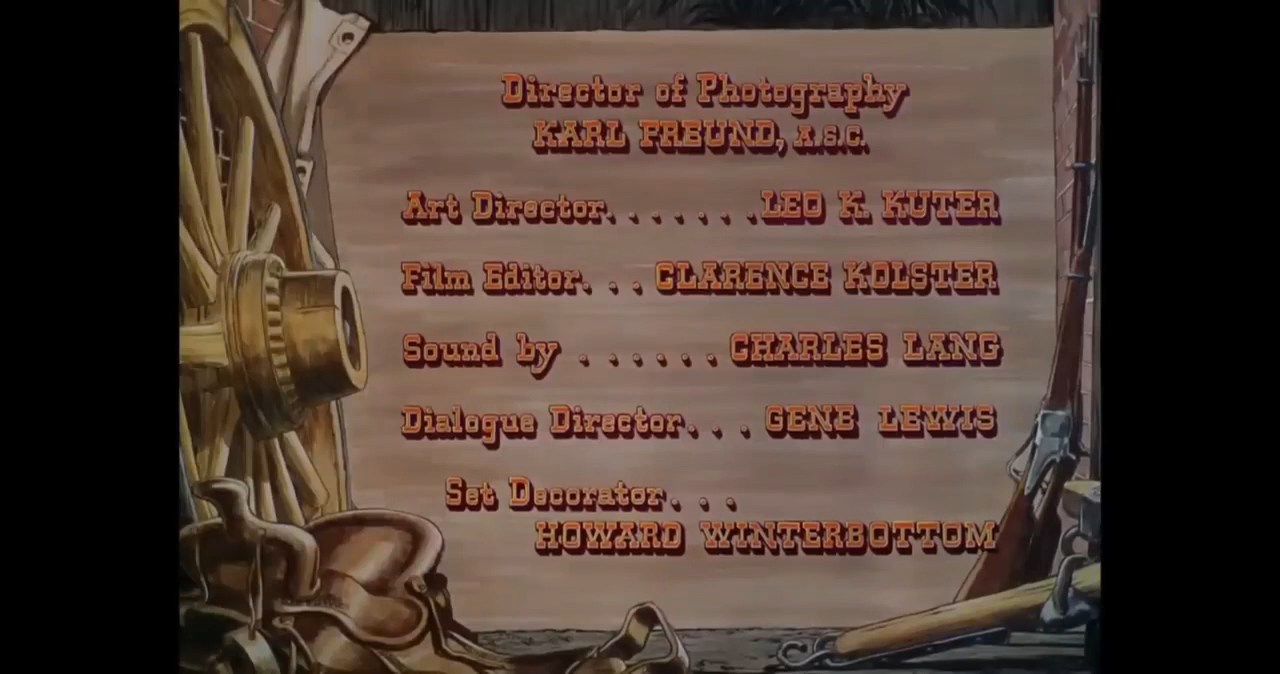 Director of Photography
KARL FREUND, A.S.C.
Art Director. . . . . . .LEO K. KUTER
Film Editor. . . CLARENCE KOLSTER
Sound by . . . . . . CHARLES LANG
Dialogue Director. . . GENE LEWIS
Set Decorator. . .
HOWARD WINTERBOTTOM